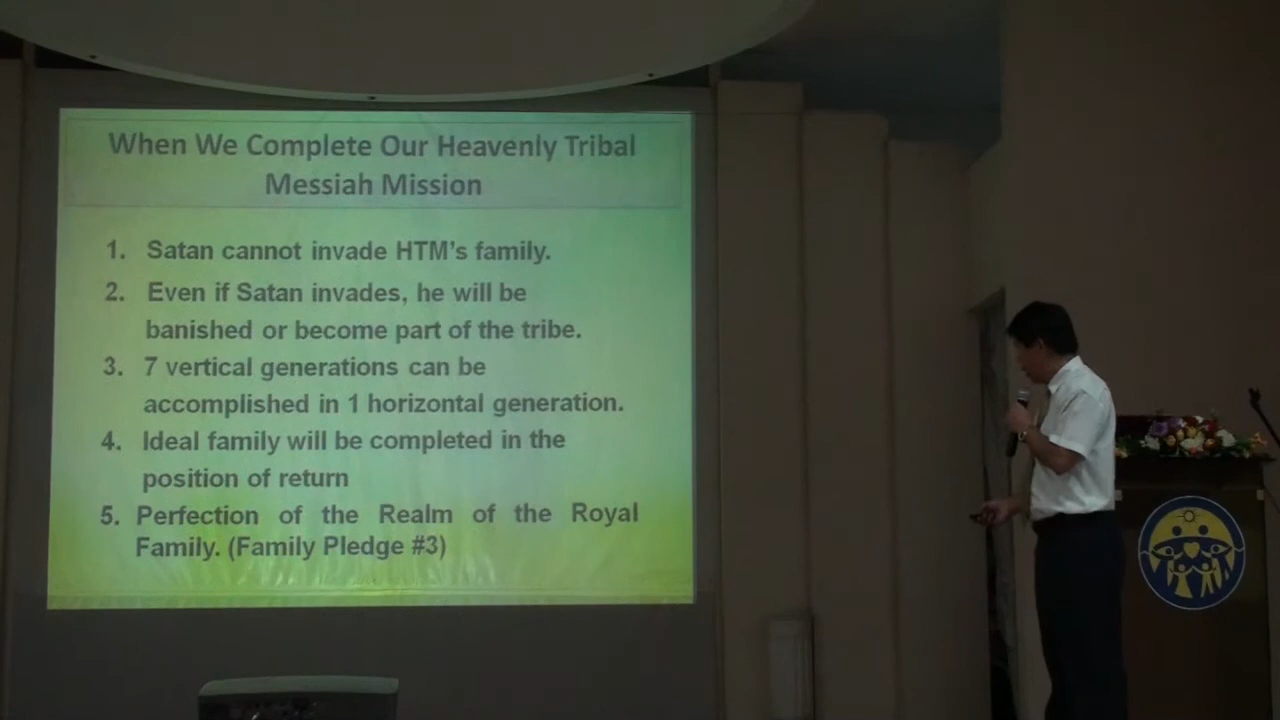 When We Complete Our Heavenly Tribal
Messiah Mission
1. Satan cannot invade HTM's family.
2. Even if Satan invades, he will be
banished or become part of the tribe.
3. 7 vertical generations can be
accomplished in 1 horizontal generation.
4. Ideal family will be completed in the
position of return
5. Perfection of the Realm of the Royal
Family. (Family Pledge #3)